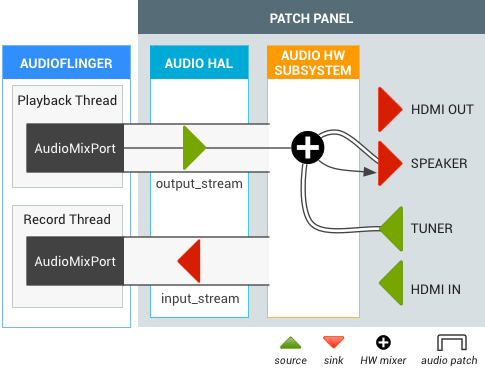 PATCH PANEL
AUDIOFLINGER
AUDIO HAL
AUDIO HW
SUBSYSTEM
Playback Thread
AudioMixPort
output_stream
HDMI OUT
SPEAKER
Record Thread
AudioMixPort
input_stream
TUNER
HDMI IN
source
sink
HW mixer
audio patch